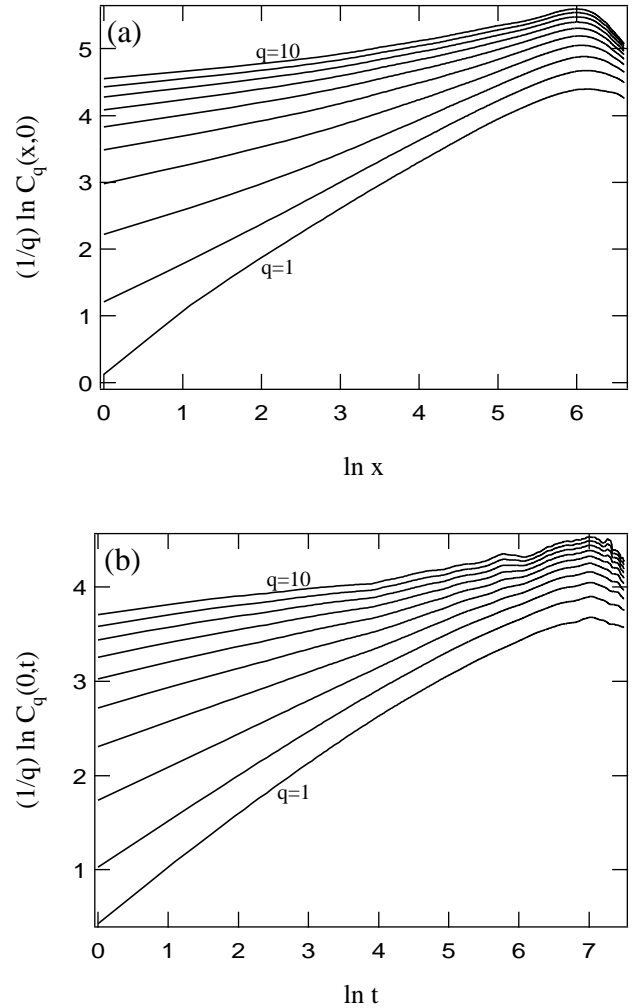 (a)
q=10
q=1
(1/q) ln C_q(x,0)
5
4
3
2
1
0
0 1 2 3 4 5 6
ln x
(b)
q=10
q=1
(1/q) ln C_q(0,t)
4
3
2
1
0 1 2 3 4 5 6 7
ln t